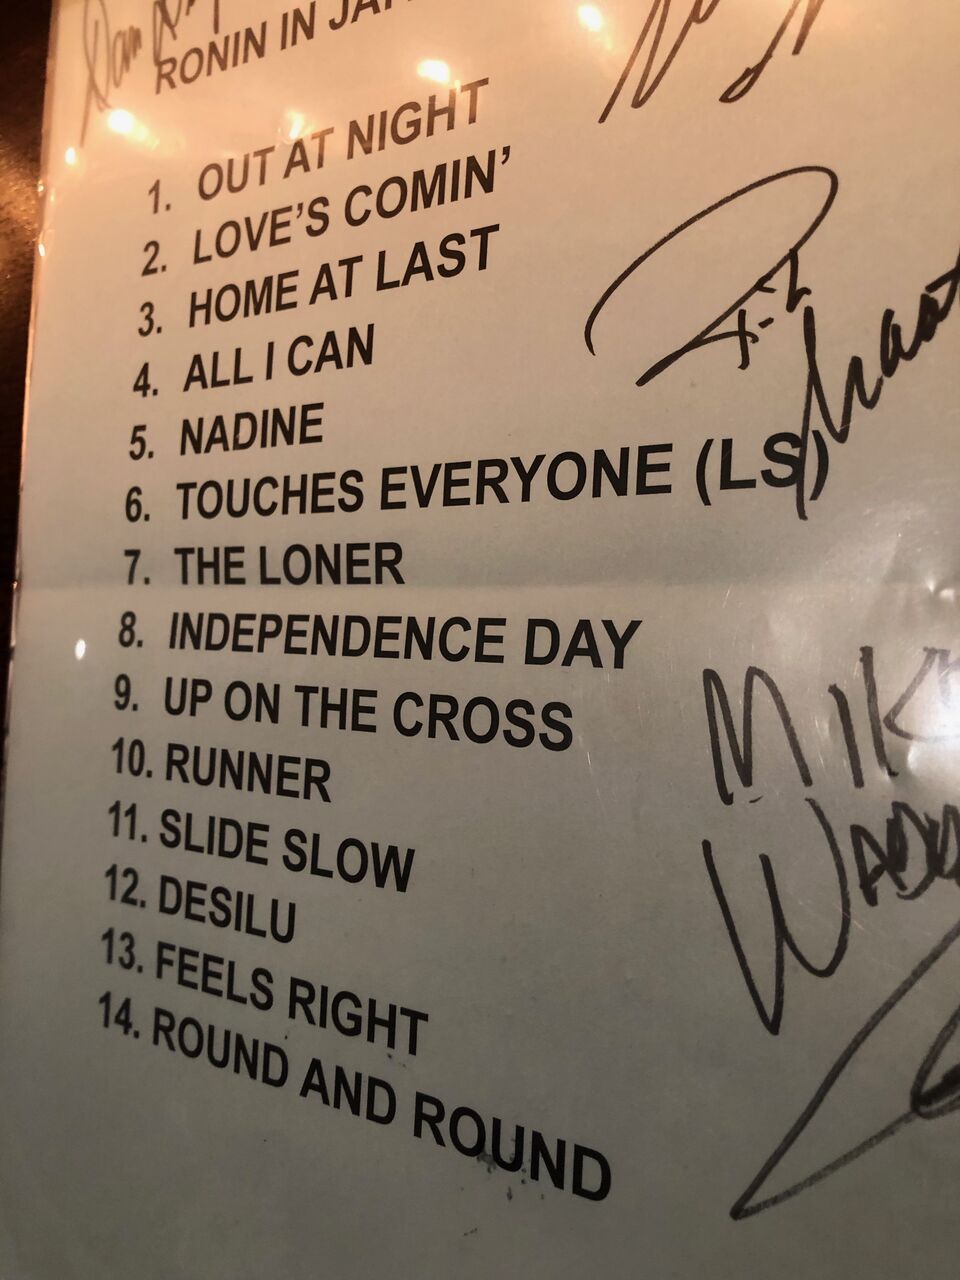 RONIN IN
1. OUT AT NIGHT
2. LOVE'S COMIN'
3. HOME AT LAST
4. ALL I CAN
5. NADINE
6. TOUCHES EVERYONE (LS)
7. THE LONER
8. INDEPENDENCE DAY
9. UP ON THE CROSS
10. RUNNER
11. SLIDE SLOW
12. DESILU
13. FEELS RIGHT
14. ROUND AND ROUND